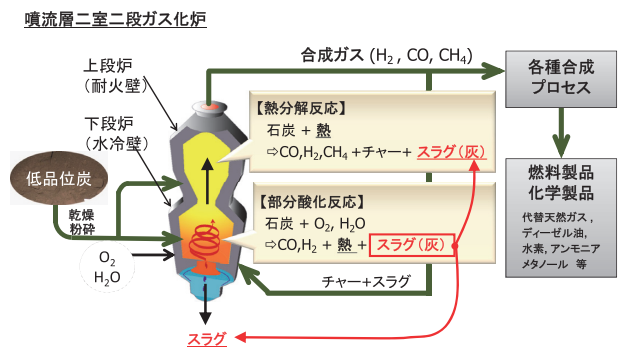 噴流層二室二段ガス化炉
合成ガス (H2 , CO, CH4)
上段炉
(耐火壁)
下段炉
(水冷壁)
低品位炭
乾燥
粉砕
O2
H2O
【熱分解反応】
石炭 + 熱
⇨CO,H2,CH4 +チャー+ スラグ(灰)
【部分酸化反応】
石炭 + O2, H2O
⇨CO,H2 + 熱 + スラグ(灰)
チャー+スラグ
スラグ
各種合成
プロセス
燃料製品
化学製品
代替天然ガス ,
ディーゼル油,
水素, アンモニア
メタノール 等